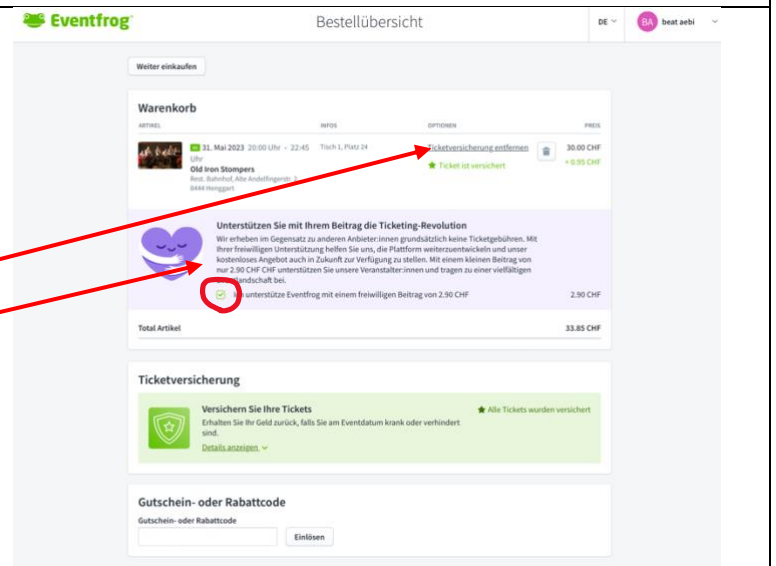 Eventfrog
Bestellübersicht
DE
BA beat aebi
Weiter einkaufen
Warenkorb
ARTIKEL INFOS OPTIONEN PREIS
31. Mai 2023 20:00 Uhr - 22:45 Uhr
Old Iron Stompers
Rest. Bahnhof, Alte Andelfingerstr. 2
8444 Henggart
Tisch 1, Platz 24
Ticketversicherung entfernen
Ticket ist versichert
30.00 CHF
+ 0.95 CHF
Unterstützen Sie mit Ihrem Beitrag die Ticketing-Revolution
Wir erheben im Gegensatz zu anderen Anbieter:innen grundsätzlich keine Ticketgebühren. Mit
Ihrer freiwilligen Unterstützung helfen Sie uns, die Plattform weiterzuentwickeln und unser
kostenloses Angebot auch in Zukunft zur Verfügung zu stellen. Mit einem kleinen Beitrag von
nur 2.90 CHF CHF unterstützen Sie unsere Veranstalter:innen und tragen zu einer vielfältigen
bei.
unterstütze Eventfrog mit einem freiwilligen Beitrag von 2.90 CHF
2.90 CHF
Total Artikel
33.85 CHF
Ticketversicherung
Versichern Sie Ihre Tickets
Erhalten Sie Ihr Geld zurück, falls Sie am Eventdatum krank oder verhindert
sind.
Details anzeigen
Alle Tickets wurden versichert
Gutschein- oder Rabattcode
Gutschein- oder Rabattcode
Einlösen